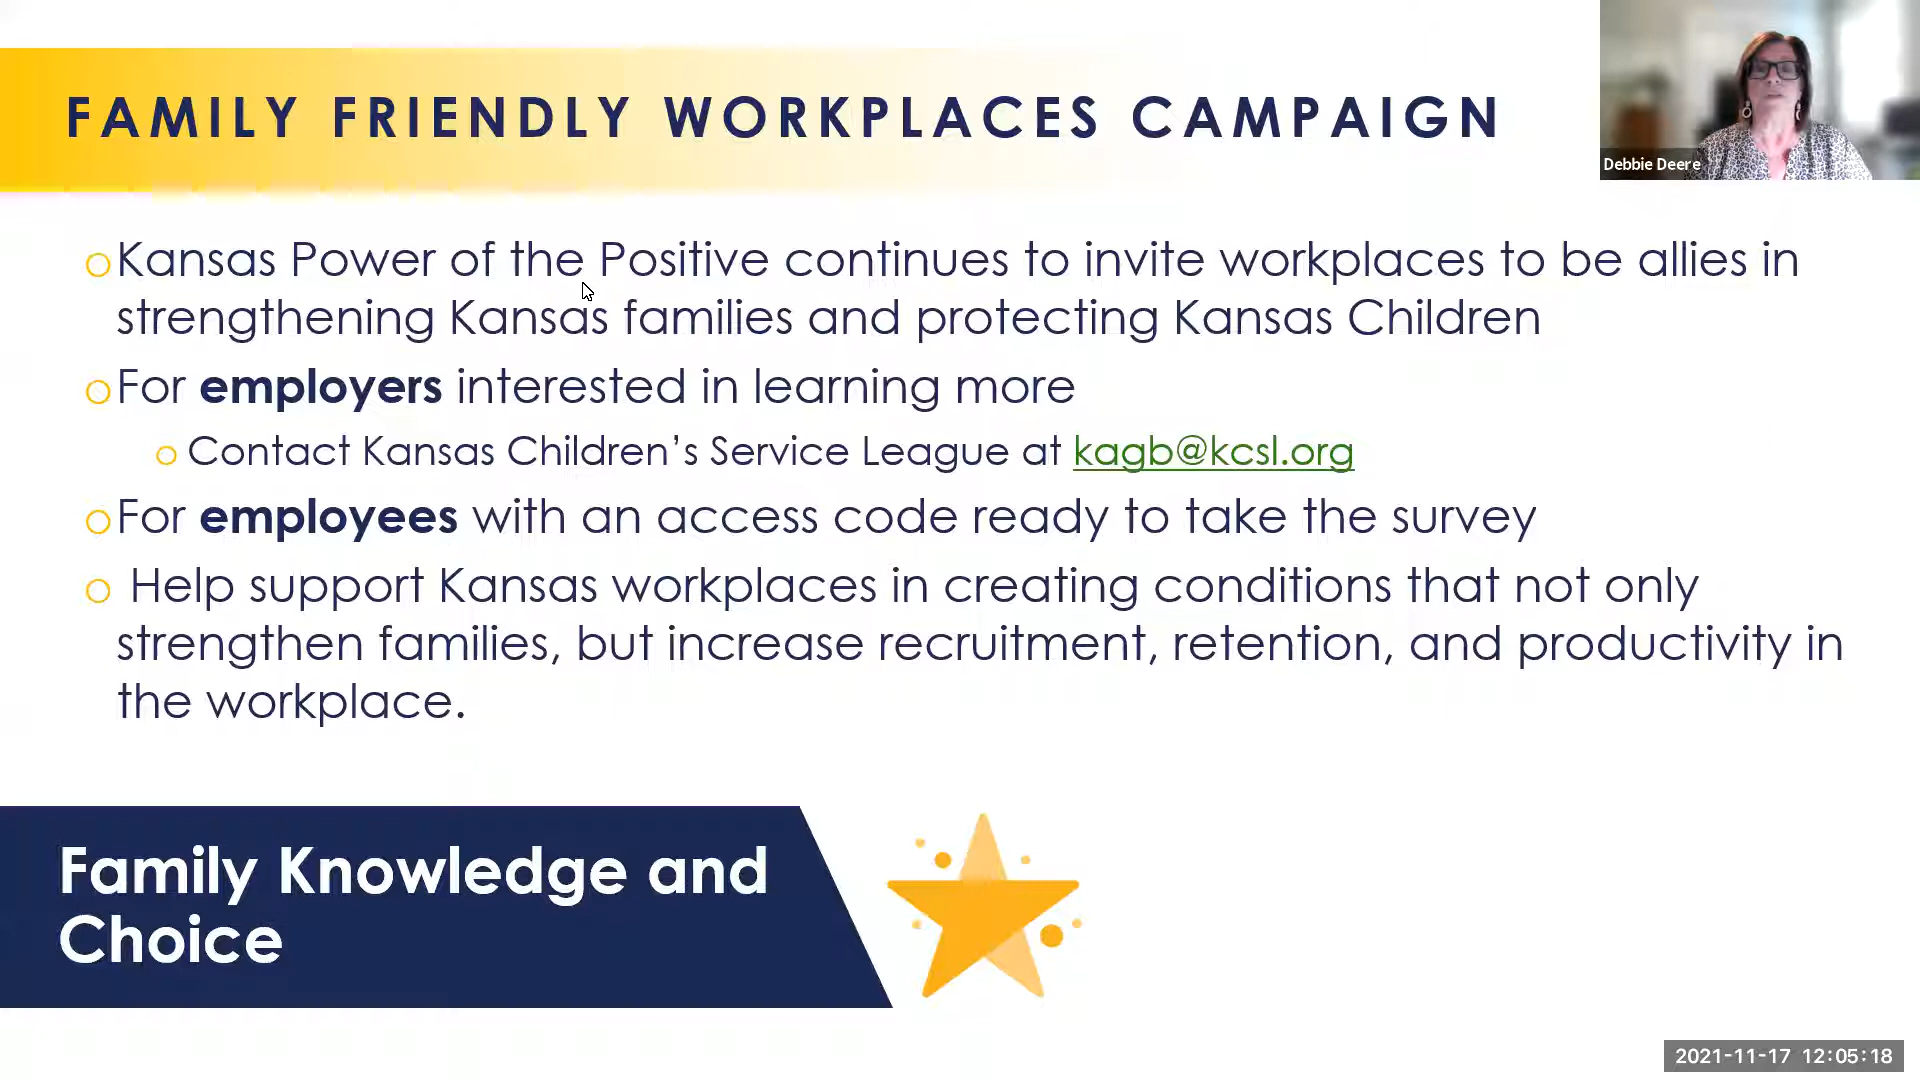 FAMILY FRIENDLY WORKPLACES CAMPAIGN
Debbie Deere
Kansas Power of the Positive continues to invite workplaces to be allies in
strengthening Kansas families and protecting Kansas Children
For employers interested in learning more
Contact Kansas Children’s Service League at kagb@kcsl.org
For employees with an access code ready to take the survey
Help support Kansas workplaces in creating conditions that not only
strengthen families, but increase recruitment, retention, and productivity in
the workplace.
Family Knowledge and
Choice
2021-11-17 12:05:18